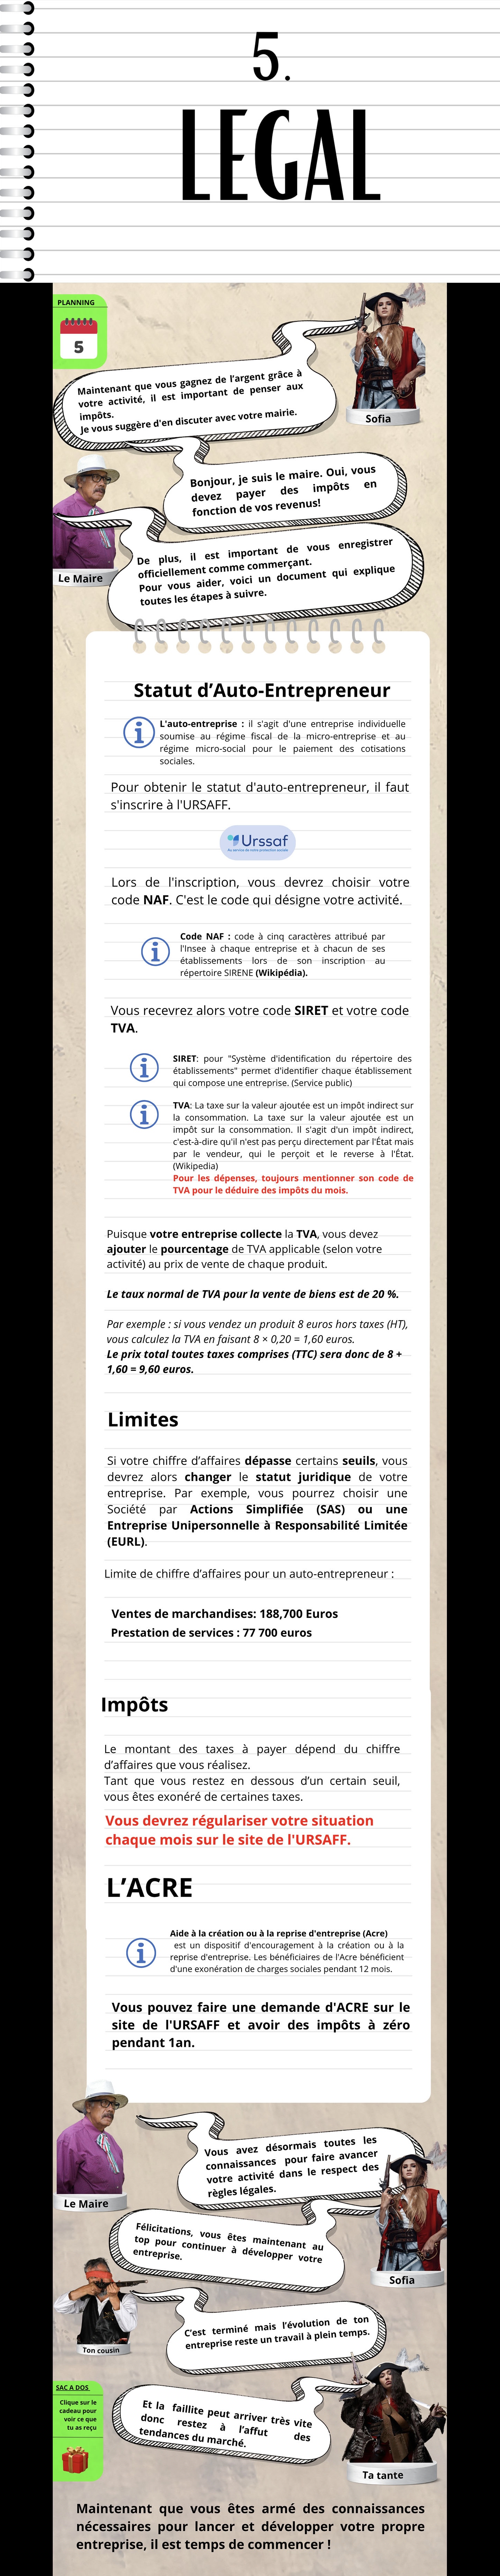 5.
LEGAL
PLANNING
5
Maintenant que vous gagnez de l'argent grâce à
votre activité, il est important de penser aux
impôts.
Je vous suggère d'en discuter avec votre mairie.
Sofia
Bonjour, je suis le maire. Oui, vous
devez payer des impôts en
fonction de vos revenus!
Le Maire
De plus, il est important de vous enregistrer
officiellement comme commerçant.
Pour vous aider, voici un document qui explique
toutes les étapes à suivre.
Statut d'Auto-Entrepreneur
L'auto-entreprise : il s'agit d'une entreprise individuelle
soumise au régime fiscal de la micro-entreprise et au
régime micro-social pour le paiement des cotisations
sociales.
Pour obtenir le statut d'auto-entrepreneur, il faut
s'inscrire à l'URSAFF.
Urssaf
Au service de notre protection sociale
Lors de l'inscription, vous devrez choisir votre
code NAF. C'est le code qui désigne votre activité.
Code NAF : code à cinq caractères attribué par
l'Insee à chaque entreprise et à chacun de ses
établissements lors de son inscription au
répertoire SIRENE (Wikipédia).
Vous recevrez alors votre code SIRET et votre code
TVA.
SIRET: pour "Système d'identification du répertoire des
établissements" permet d'identifier chaque établissement
qui compose une entreprise. (Service public)
TVA: La taxe sur la valeur ajoutée est un impôt indirect sur
la consommation. La taxe sur la valeur ajoutée est un
impôt sur la consommation. Il s'agit d'un impôt indirect,
c'est-à-dire qu'il n'est pas perçu directement par l'État mais
par le vendeur, qui le perçoit et le reverse à l'État.
(Wikipedia)
Pour les dépenses, toujours mentionner son code de
TVA pour le déduire des impôts du mois.
Puisque votre entreprise collecte la TVA, vous devez
ajouter le pourcentage de TVA applicable (selon votre
activité) au prix de vente de chaque produit.
Le taux normal de TVA pour la vente de biens est de 20 %.
Par exemple : si vous vendez un produit 8 euros hors taxes (HT),
vous calculez la TVA en faisant 8 × 0,20 = 1,60 euros.
Le prix total toutes taxes comprises (TTC) sera donc de 8 +
1,60 = 9,60 euros.
Limites
Si votre chiffre d'affaires dépasse certains seuils, vous
devrez alors changer le statut juridique de votre
entreprise. Par exemple, vous pourrez choisir une
Société par Actions Simplifiée (SAS) ou une
Entreprise Unipersonnelle à Responsabilité Limitée
(EURL).
Limite de chiffre d'affaires pour un auto-entrepreneur :
Ventes de marchandises: 188,700 Euros
Prestation de services : 77 700 euros
Impôts
Le montant des taxes à payer dépend du chiffre
d'affaires que vous réalisez.
Tant que vous restez en dessous d'un certain seuil,
vous êtes exonéré de certaines taxes.
Vous devrez régulariser votre situation
chaque mois sur le site de l'URSAFF.
L'ACRE
Aide à la création ou à la reprise d'entreprise (Acre)
est un dispositif d'encouragement à la création ou à la
reprise d'entreprise. Les bénéficiaires de l'Acre bénéficient
d'une exonération de charges sociales pendant 12 mois.
Vous pouvez faire une demande d'ACRE sur le
site de l'URSAFF et avoir des impôts à zéro
pendant 1an.
Vous avez désormais toutes les
connaissances pour faire avancer
votre activité dans le respect des
règles légales.
Le Maire
Félicitations, vous êtes maintenant au
top pour continuer à développer votre
entreprise.
Sofia
C'est terminé mais l'évolution de ton
entreprise reste un travail à plein temps.
Ton cousin
SAC A DOS
Clique sur le
cadeau pour
voir ce que
tu as reçu
Et la faillite peut arriver très vite
donc restez à l'affut des
tendances du marché.
Ta tante
Maintenant que vous êtes armé des connaissances
nécessaires pour lancer et développer votre propre
entreprise, il est temps de commencer !